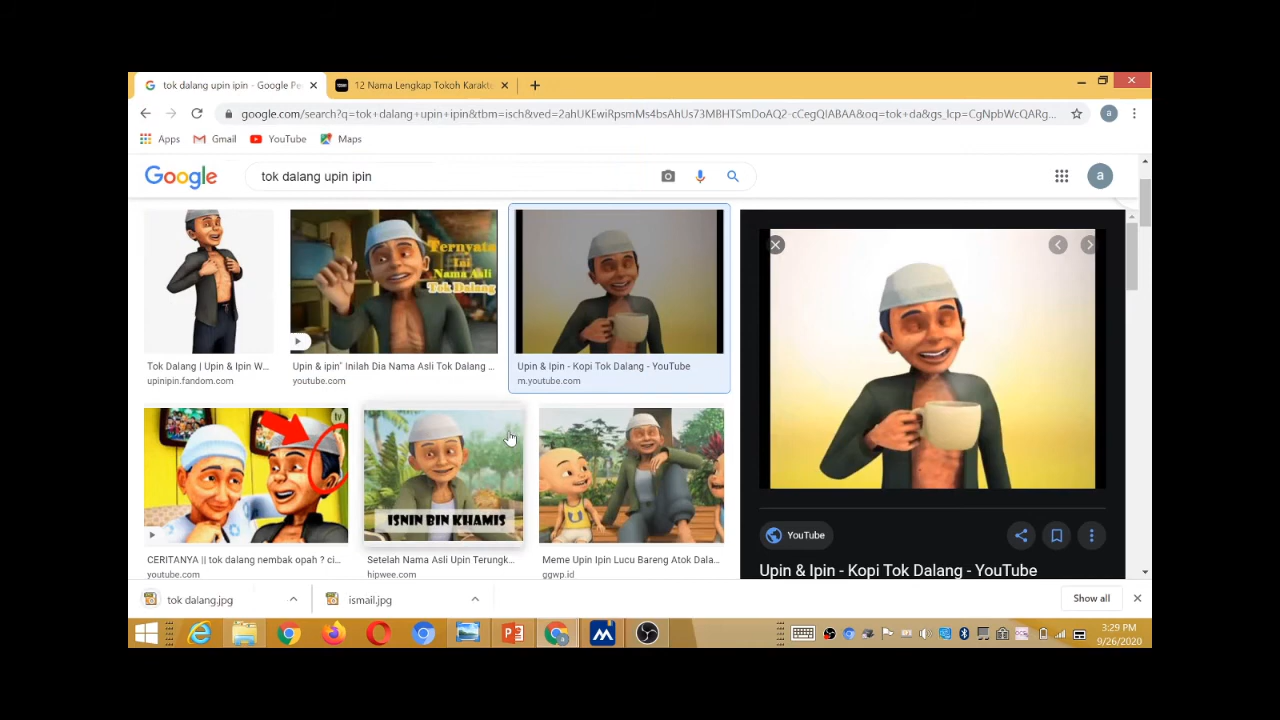 tok dalang upin ipin - Google Pe
12 Nama Lengkap Tokoh Karakte
google.com/search?q=tok+dalang+upin+ipin&tbm=isch&ved=2ahUKEwiRpsmMs4bsAhUs73MBHTSmDoAQ2-cCegQIABAA&oq=tok+da&gs_lcp=CgNpbWcQARg...
Apps Gmail YouTube Maps
Google tok dalang upin ipin a
Ternyata
Ini
Nama Asli
Tok Dalang
Tok Dalang | Upin & Ipin W...
upinipin.fandom.com
Upin & ipin" Inilah Dia Nama Asli Tok Dalang ...
youtube.com
Upin & Ipin - Kopi Tok Dalang - YouTube
m.youtube.com
tv
ISNIN BIN KHAMIS
CERITANYA || tok dalang nembak opah ? ci...
youtube.com
Setelah Nama Asli Upin Terungk...
hipwee.com
Meme Upin Ipin Lucu Bareng Atok Dala...
ggwp.id
YouTube
Upin & Ipin - Kopi Tok Dalang - YouTube
tok dalang.jpg
ismail.jpg
Show all
3:29 PM
9/26/2020